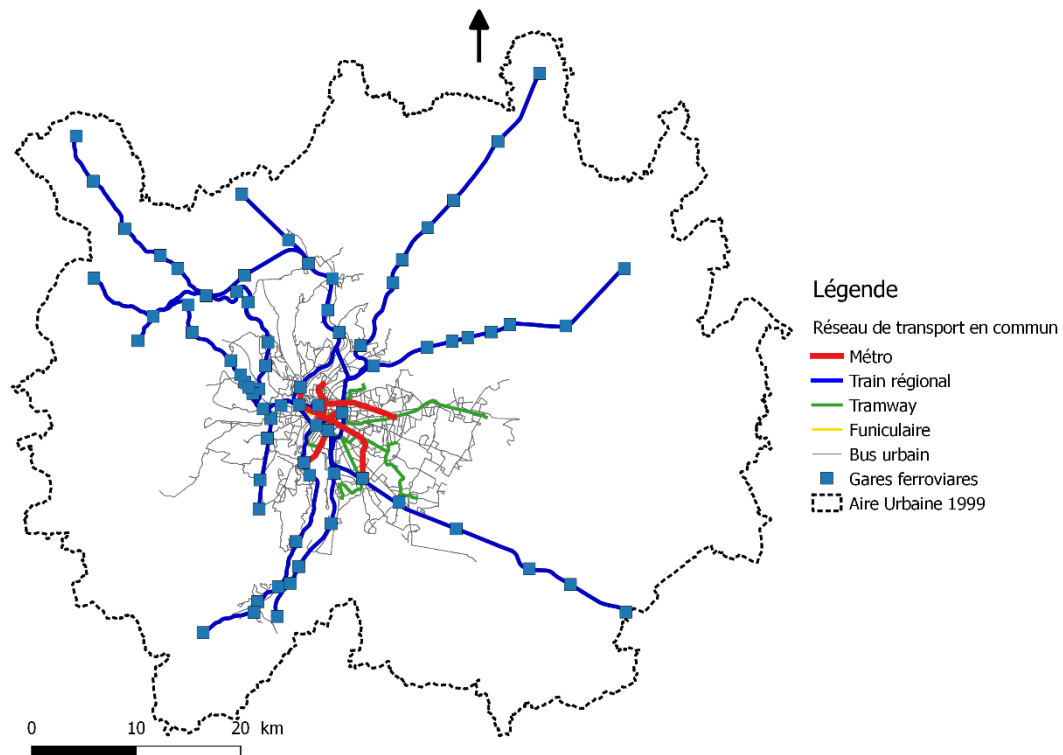 Légende
Réseau de transport en commun
Métro
Train régional
Tramway
Funiculaire
Bus urbain
Gares ferroviares
Aire Urbaine 1999
0 10 20 km